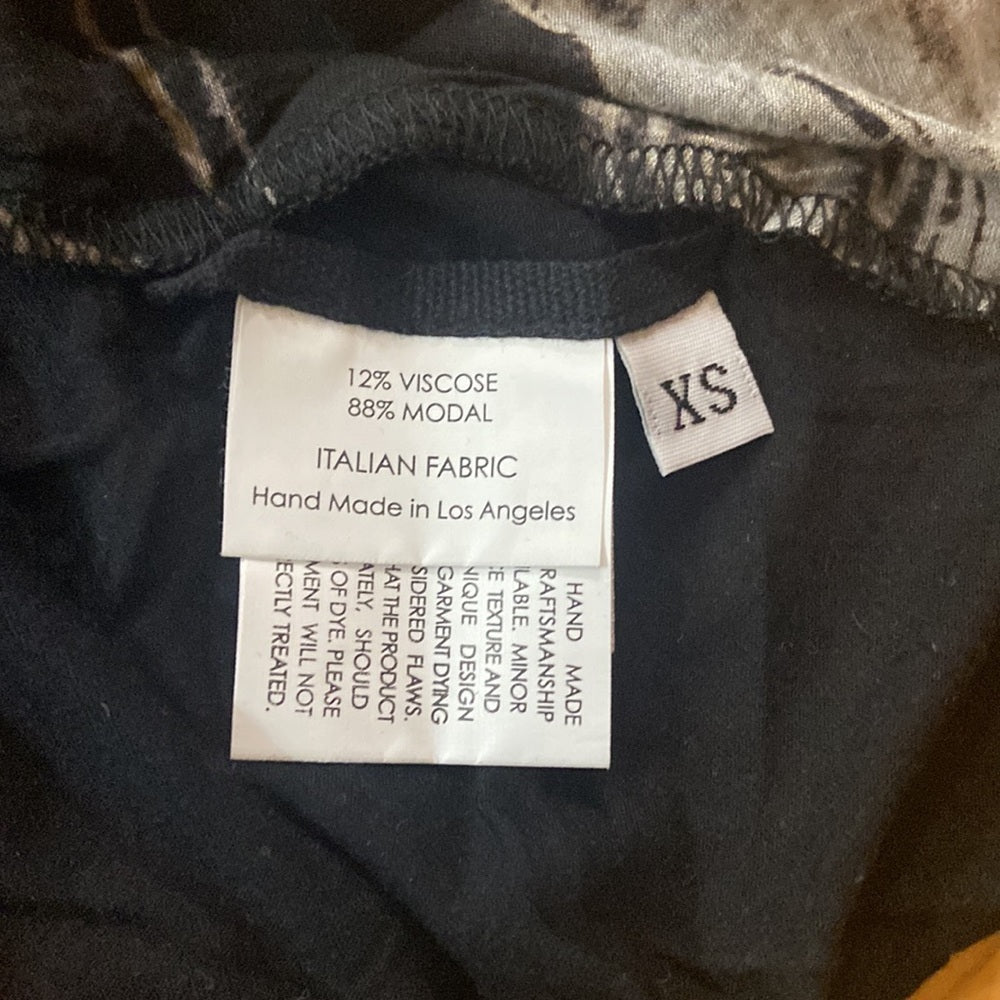 12% VISCOSE
88% MODAL
ITALIAN FABRIC
Hand Made in Los Angeles
XS
HAND MADE
RAFTSMANSHIP
LABLE. MINOR
E TEXTURE AND
NIQUE DESIGN
GARMENT DYING
SIDERED FLAWS.
HAT THE PRODUCT
ATELY, SHOULD
OF DYE. PLEASE
MENT WILL NOT
ECTLY TREATED.